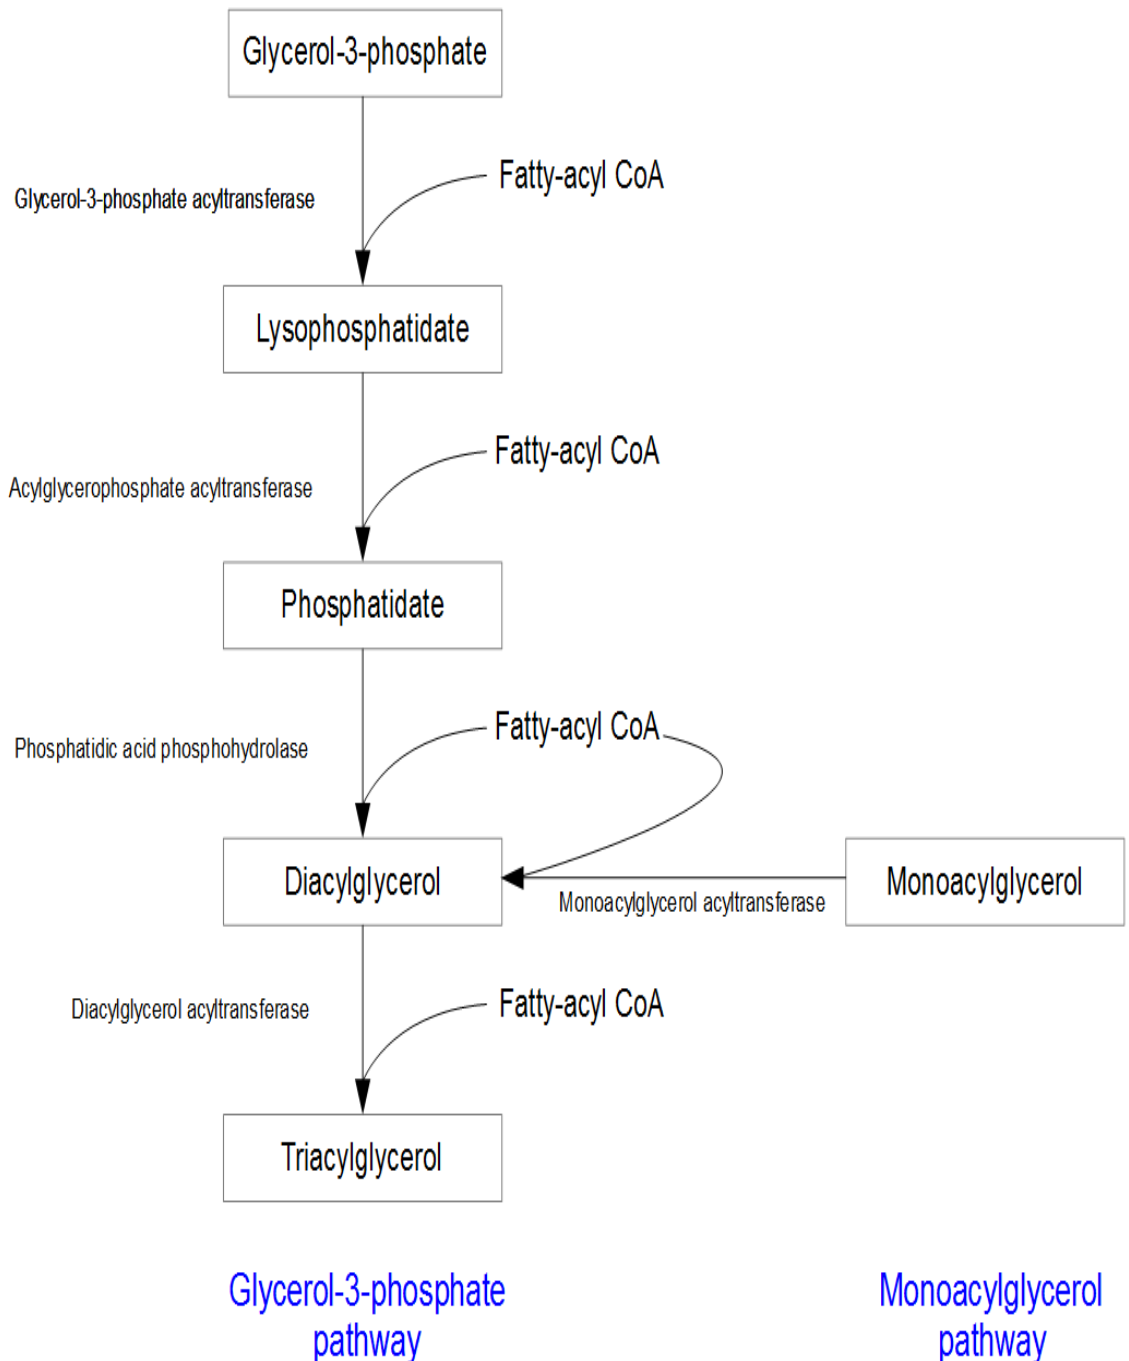 Glycerol-3-phosphate
Fatty-acyl CoA
Glycerol-3-phosphate acyltransferase
Lysophosphatidate
Fatty-acyl CoA
Acylglycerophosphate acyltransferase
Phosphatidate
Fatty-acyl CoA
Phosphatidic acid phosphohydrolase
Diacylglycerol
Monoacylglycerol
Monoacylglycerol acyltransferase
Fatty-acyl CoA
Diacylglycerol acyltransferase
Triacylglycerol
Glycerol-3-phosphate
pathway
Monoacylglycerol
pathway